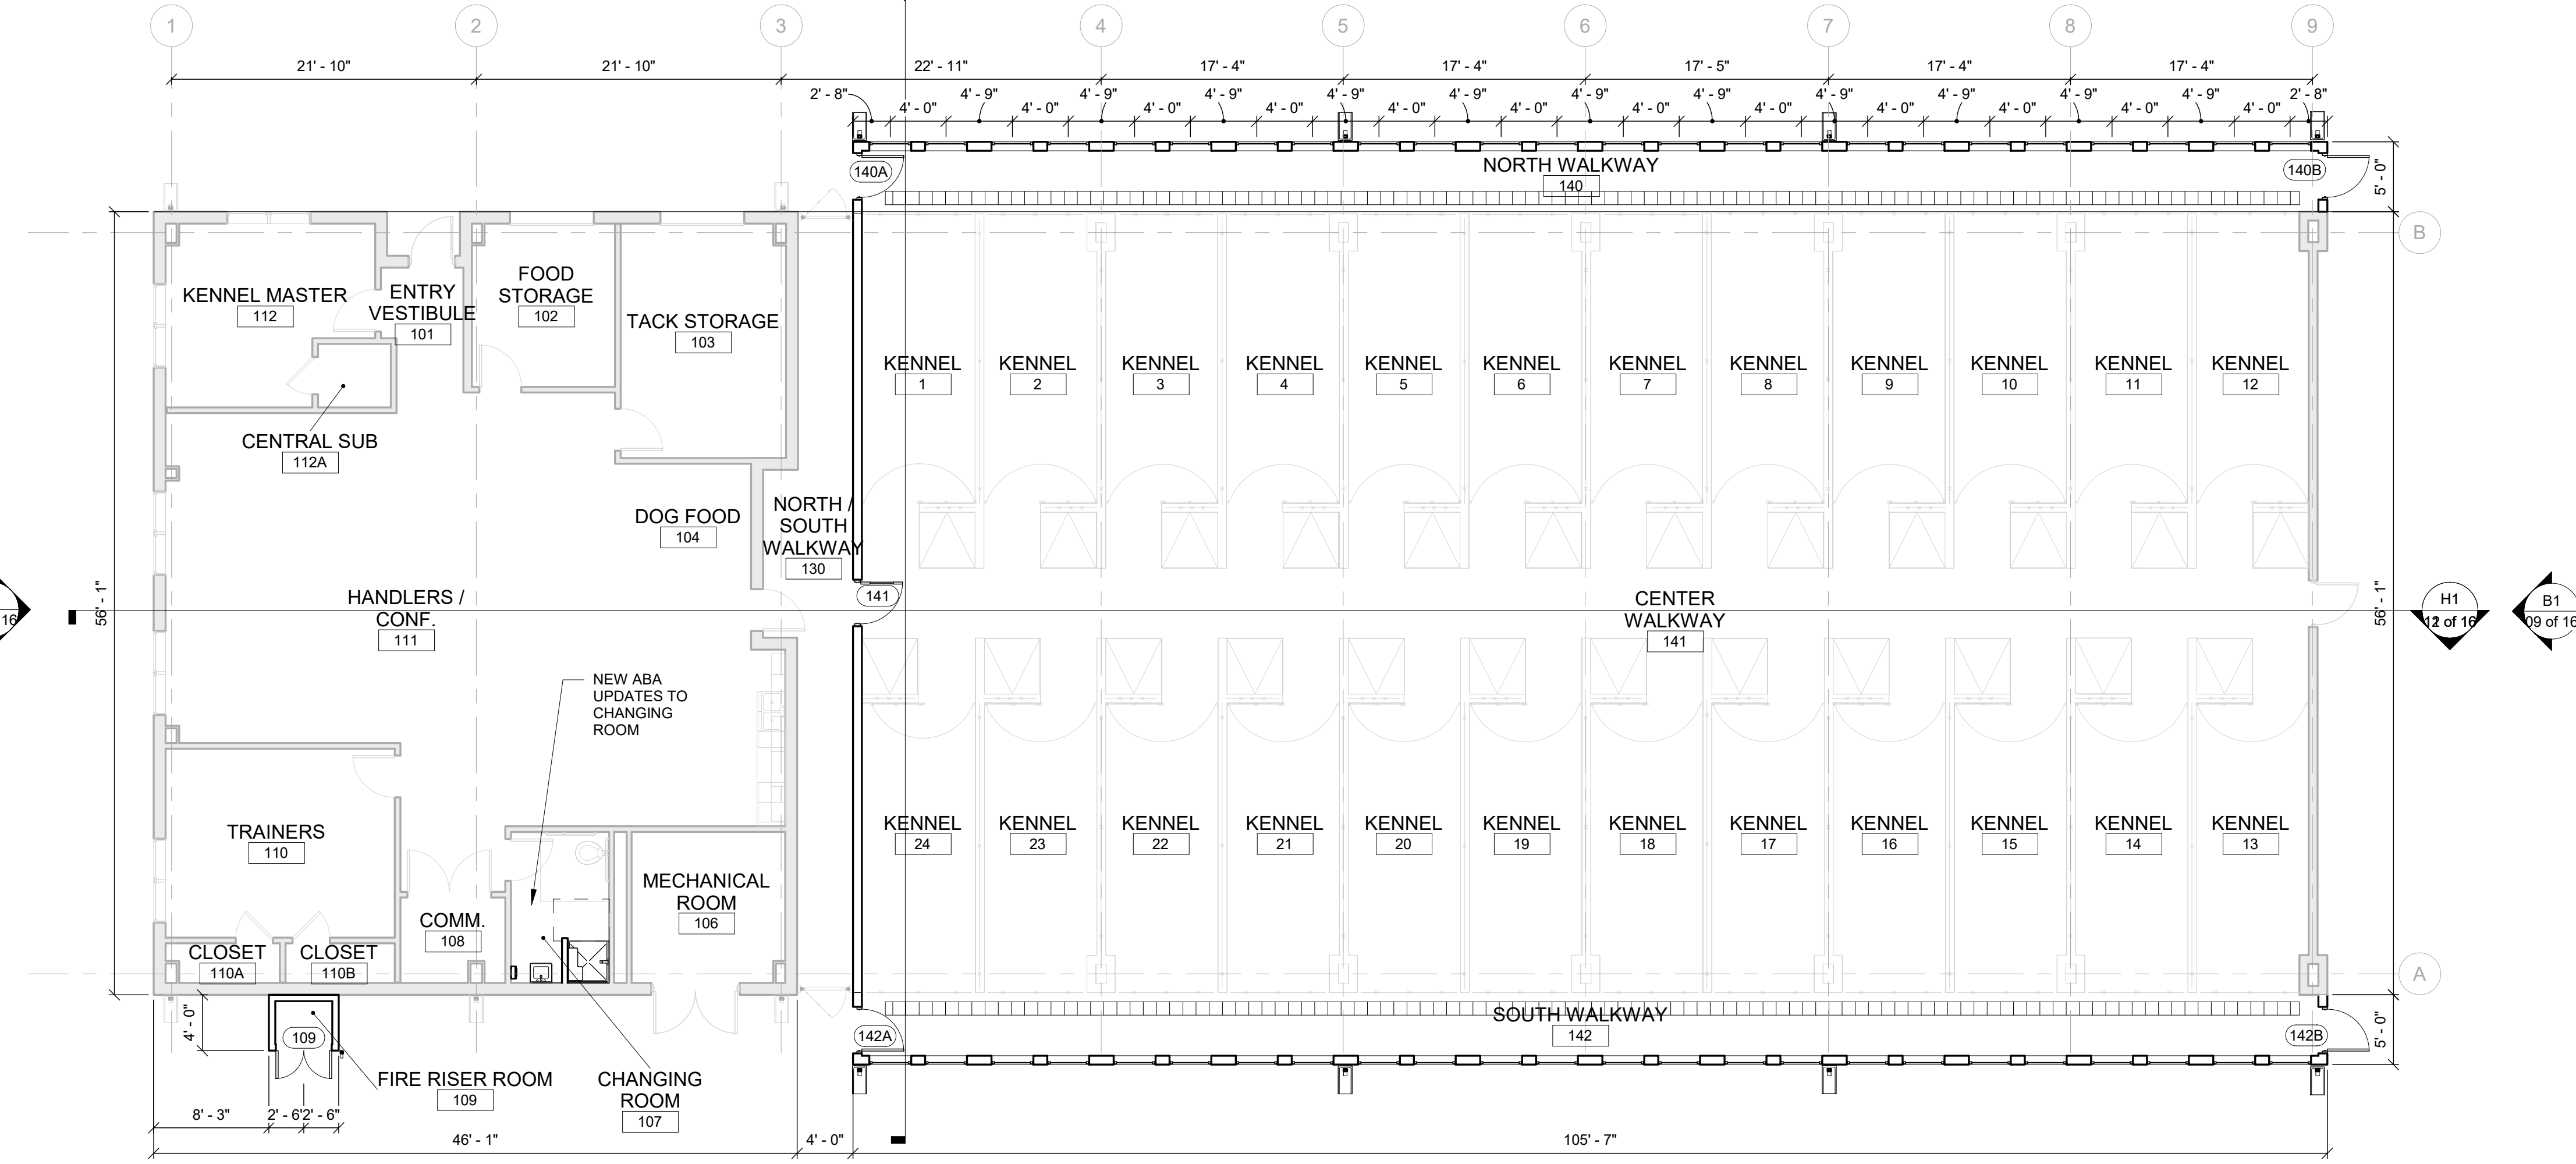 1 2 3 4 5 6 7 8 9
21' - 10" 21' - 10" 22' - 11" 17' - 4" 17' - 4" 17' - 5" 17' - 4" 17' - 4"
2' - 8" 4' - 9" 4' - 9" 4' - 9" 4' - 9" 4' - 9" 4' - 9" 4' - 9" 4' - 9" 4' - 9" 4' - 9" 4' - 9" 2' - 8"
4' - 0" 4' - 0" 4' - 0" 4' - 0" 4' - 0" 4' - 0" 4' - 0" 4' - 0" 4' - 0" 4' - 0" 4' - 0" 4' - 0"
NORTH WALKWAY
140
140A
140B
5' - 0"
B
KENNEL MASTER
112
ENTRY
VESTIBULE
101
FOOD
STORAGE
102
TACK STORAGE
103
CENTRAL SUB
112A
KENNEL KENNEL KENNEL KENNEL KENNEL KENNEL KENNEL KENNEL KENNEL KENNEL KENNEL KENNEL
1 2 3 4 5 6 7 8 9 10 11 12
DOG FOOD
104
NORTH /
SOUTH
WALKWAY
130
56' - 1"
16
HANDLERS /
CONF.
111
141
CENTER
WALKWAY
141
56' - 1"
H1
of 16
B1
09 of 16
NEW ABA
UPDATES TO
CHANGING
ROOM
TRAINERS
110
KENNEL KENNEL KENNEL KENNEL KENNEL KENNEL KENNEL KENNEL KENNEL KENNEL KENNEL KENNEL
24 23 22 21 20 19 18 17 16 15 14 13
MECHANICAL
ROOM
106
COMM.
108
CLOSET
110A
CLOSET
110B
A
4' - 0"
109
SOUTH WALKWAY
142
142A
142B
5' - 0"
FIRE RISER ROOM
109
CHANGING
ROOM
107
8' - 3" 2' - 6" 2' - 6"
46' - 1" 4' - 0" 105' - 7"